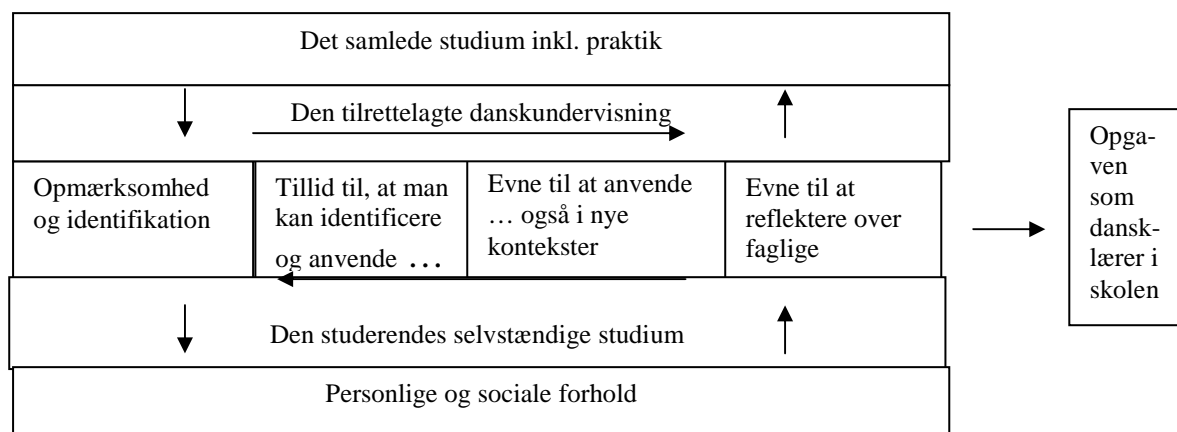 Det samlede studium inkl. praktik
Den tilrettelagte danskundervisning
Opmærksomhed
og identifikation
Tillid til, at man
kan identificere
og anvende …
Evne til at anvende
… også i nye
kontekster
Evne til at
reflektere over
faglige
Den studerendes selvstændige studium
Personlige og sociale forhold
Opga-
ven
som
dansk-
lærer i
skolen